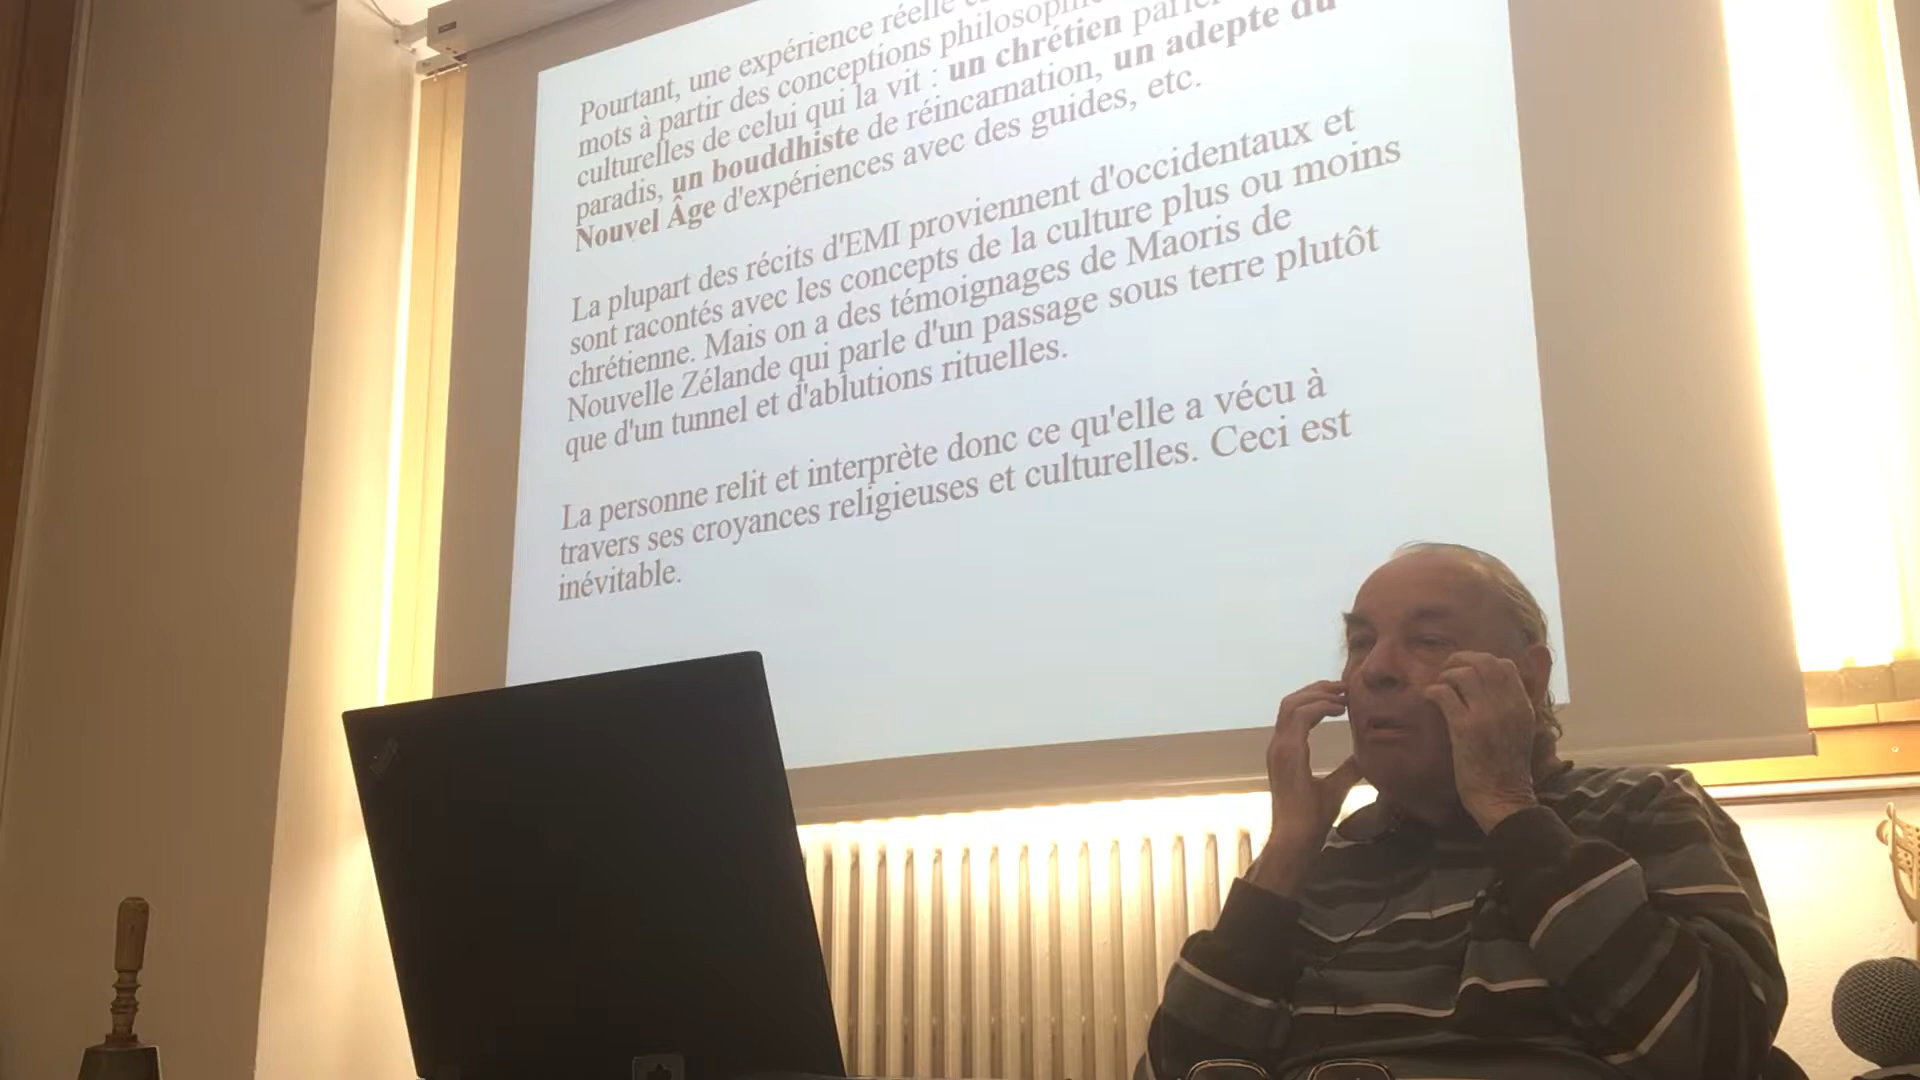 Pourtant, une expérience réelle
mots à partir des conceptions
culturelles de celui qui la vit : un chrétien
paradis, un bouddhiste de réincarnation, un adepte du
Nouvel Âge d'expériences avec des guides, etc.
La plupart des récits d'EMI proviennent d'occidentaux et
sont racontés avec les concepts de la culture plus ou moins
chrétienne. Mais on a des témoignages de Maoris de
Nouvelle Zélande qui parle d'un passage sous terre plutôt
que d'un tunnel et d'ablutions rituelles.
La personne relit et interprète donc ce qu'elle a vécu à
travers ses croyances religieuses et culturelles. Ceci est
inévitable.